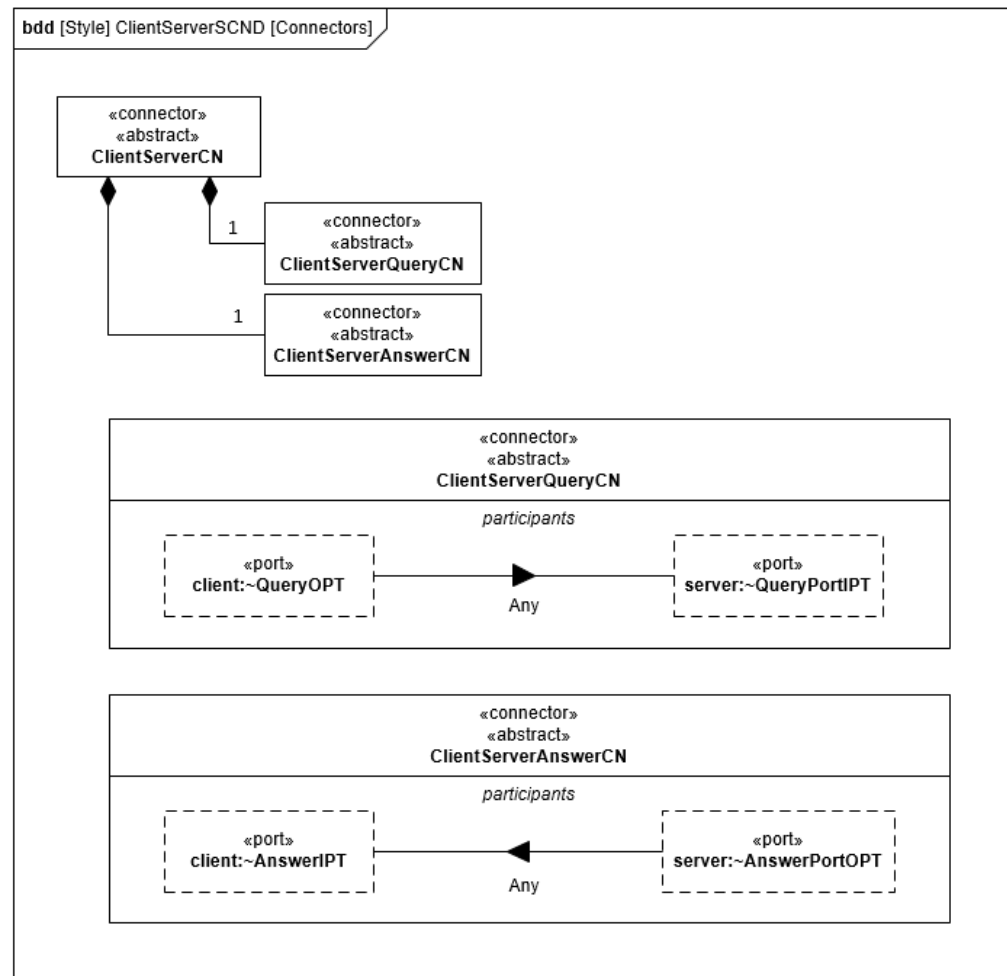 bdd [Style] ClientServerSCND [Connectors]
«connector»
«abstract»
ClientServerCN
1
«connector»
«abstract»
ClientServerQueryCN
1
«connector»
«abstract»
ClientServerAnswerCN
«connector»
«abstract»
ClientServerQueryCN
participants
«port»
client:~QueryOPT
Any
«port»
server:~QueryPortIPT
«connector»
«abstract»
ClientServerAnswerCN
participants
«port»
client:~AnswerIPT
Any
«port»
server:~AnswerPortOPT